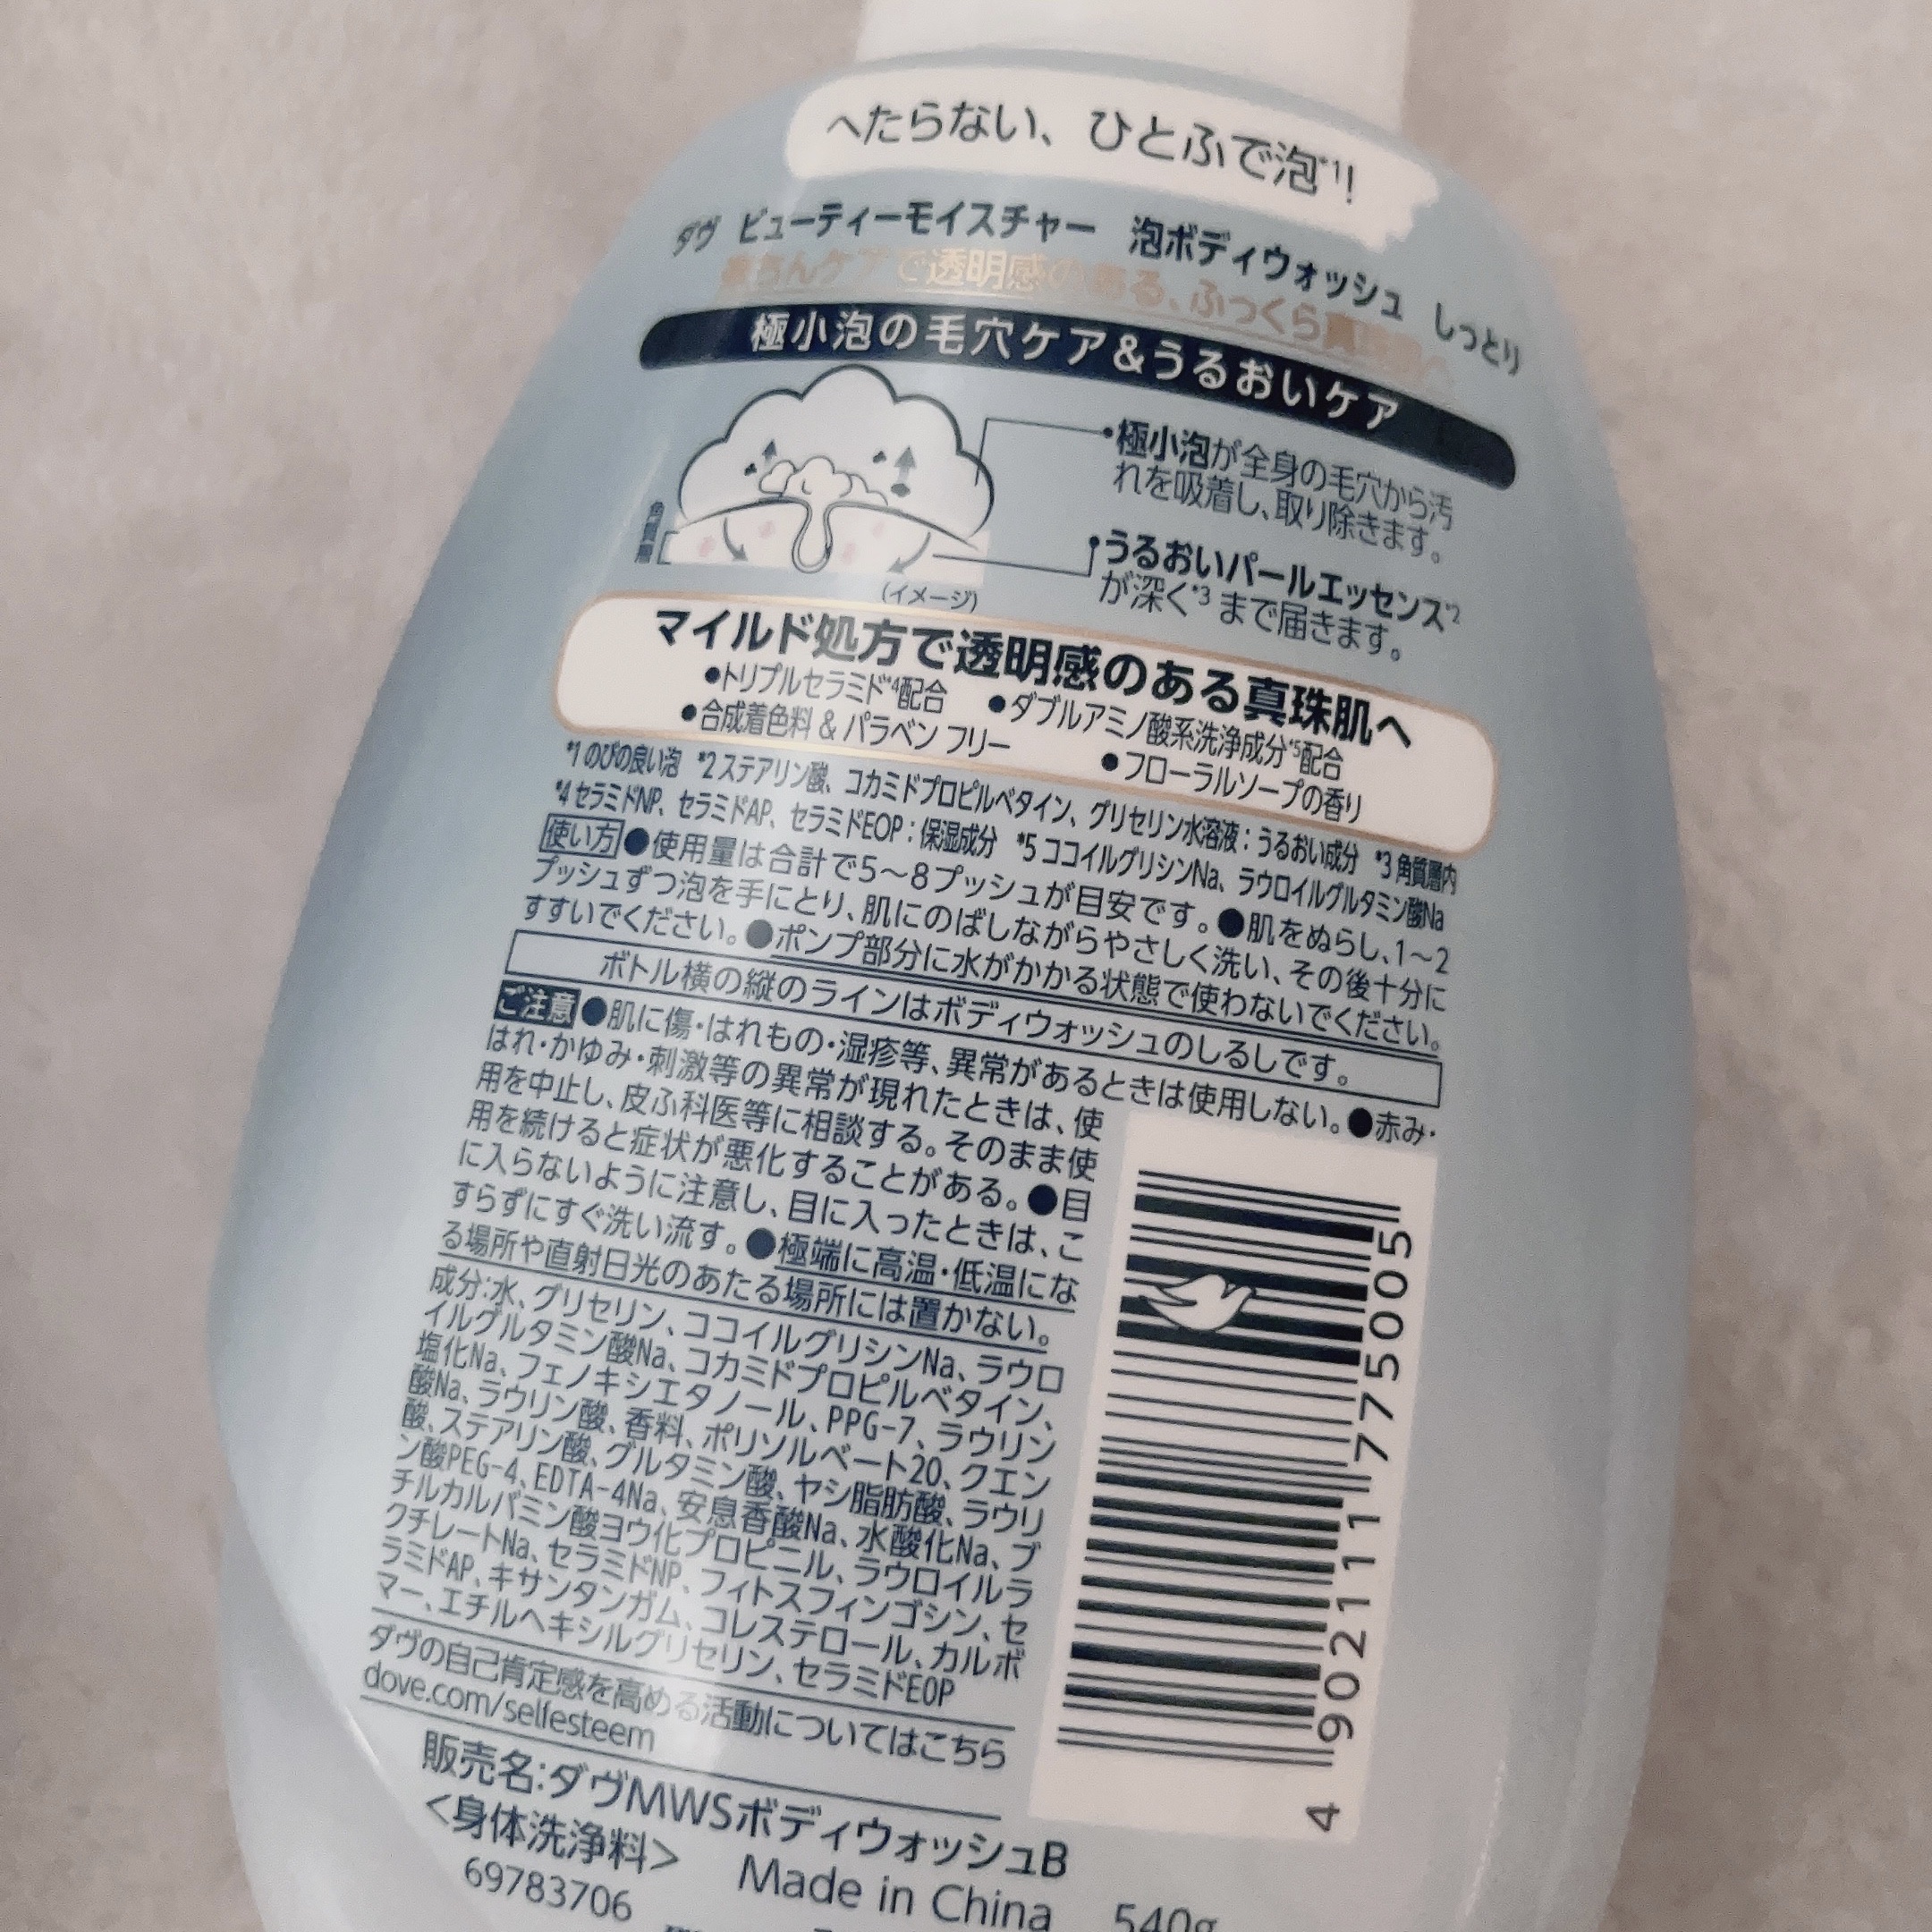 へたらない、ひとふで泡*1!
ダヴ ビューティーモイスチャー 泡ボディウォッシュ しっとり
ケアで透明感のある、ふっくら真珠肌へ
極小泡の毛穴ケア&うるおいケア
•極小泡が全身の毛穴から汚
れを吸着し、取り除きます。
角質層
•うるおいパールエッセンス*2
が深く*3 まで届きます。
(イメージ)
マイルド処方で透明感のある真珠肌へ
●トリプルセラミド*4配合 ●ダブルアミノ酸系洗浄成分*5配合
●合成着色料 & パラベン フリー ●フローラルソープの香り
*1 のびの良い泡 *2 ステアリン酸、コカミドプロピルベタイン、グリセリン水溶液:うるおい成分 *3 角質層内
*4 セラミドNP、セラミドAP、セラミドEOP:保湿成分 *5 ココイルグリシンNa、ラウロイルグルタミン酸Na
使い方 ●使用量は合計で5〜8プッシュが目安です。●肌をぬらし、1〜2
プッシュずつ泡を手にとり、肌にのばしながらやさしく洗い、その後十分に
すすいでください。●ポンプ部分に水がかかる状態で使わないでください。
ボトル横の縦のラインはボディウォッシュのしるしです。
ご注意 ●肌に傷・はれもの・湿疹等、異常があるときは使用しない。●赤み・
はれ・かゆみ・刺激等の異常が現れたときは、使
用を中止し、皮ふ科医等に相談する。そのまま使
用を続けると症状が悪化することがある。●目
に入らないように注意し、目に入ったときは、こ
すらずにすぐ洗い流す。●極端に高温・低温にな
る場所や直射日光のあたる場所には置かない。
成分:水、グリセリン、ココイルグリシンNa、ラウロ
イルグルタミン酸Na、コカミドプロピルベタイン、
塩化Na、フェノキシエタノール、PPG-7、ラウリン
酸Na、ラウリン酸、香料、ポリソルベート20、クエン
酸、ステアリン酸、グルタミン酸、ヤシ脂肪酸、ラウリ
ン酸PEG-4、EDTA-4Na、安息香酸Na、水酸化Na、ブ
チルカルバミン酸ヨウ化プロピニル、ラウロイルラ
クチレートNa、セラミドNP、フィトスフィンゴシン、セ
ラミドAP、キサンタンガム、コレステロール、カルボ
マー、エチルヘキシルグリセリン、セラミドEOP
ダヴの自己肯定感を高める活動についてはこちら
dove.com/selfesteem
販売名:ダヴMWSボディウォッシュB
<身体洗浄料>
69783706 Made in China 540g
4 902111 775005